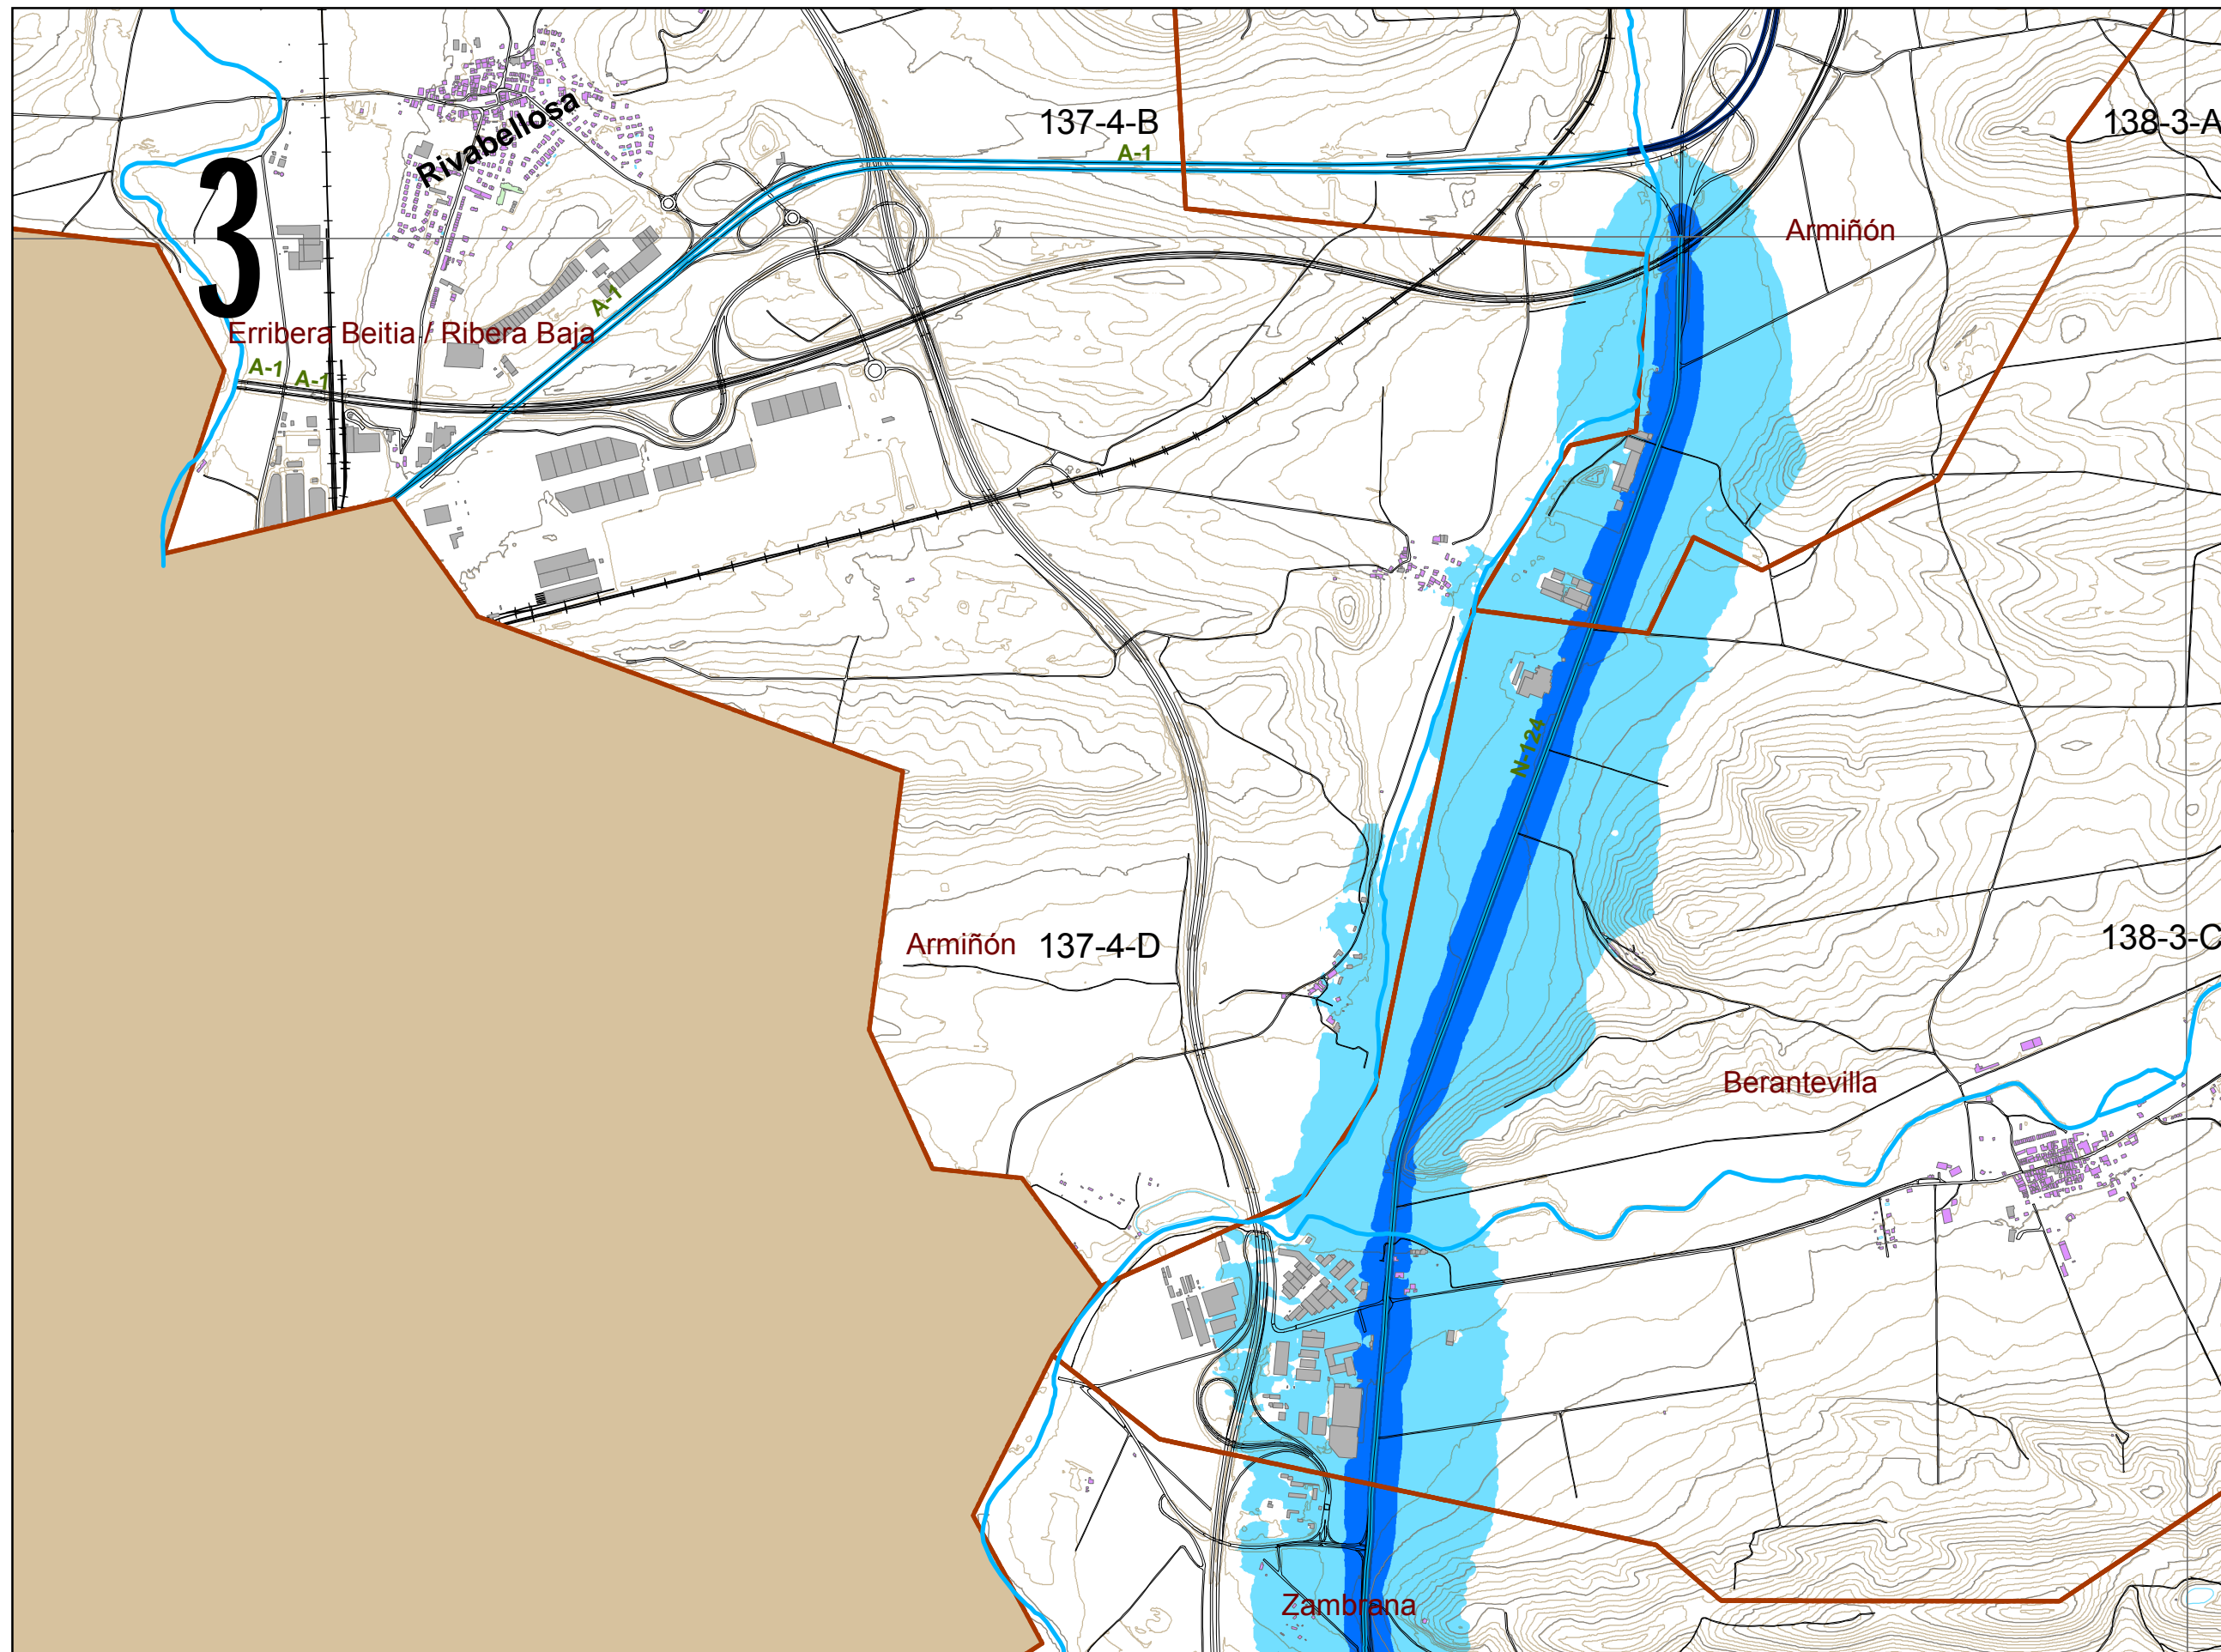 137-4-B
A-1
138-3-A
Rivabellosa
3
Armiñón
A-1
Erribera Beitia / Ribera Baja
A-1
A-1
N-124
Armiñón
137-4-D
138-3-C
Berantevilla
Zambrana